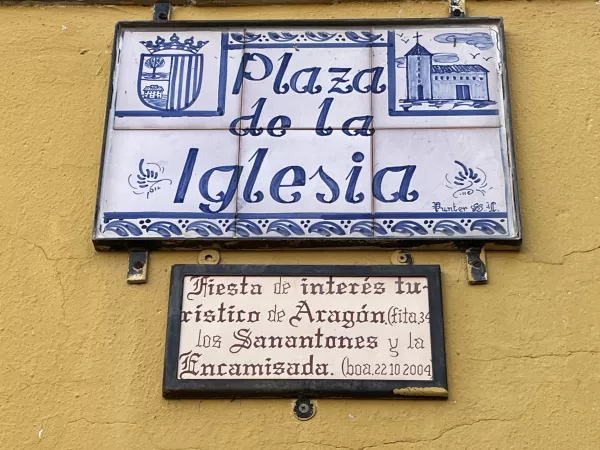 Plaza
de la
Iglesia
Punter S.L.
Fiesta de interés tu-
rístico de Aragón.(Fita,34
los Sanantones y la
Encamisada. (boa,22 10 2004